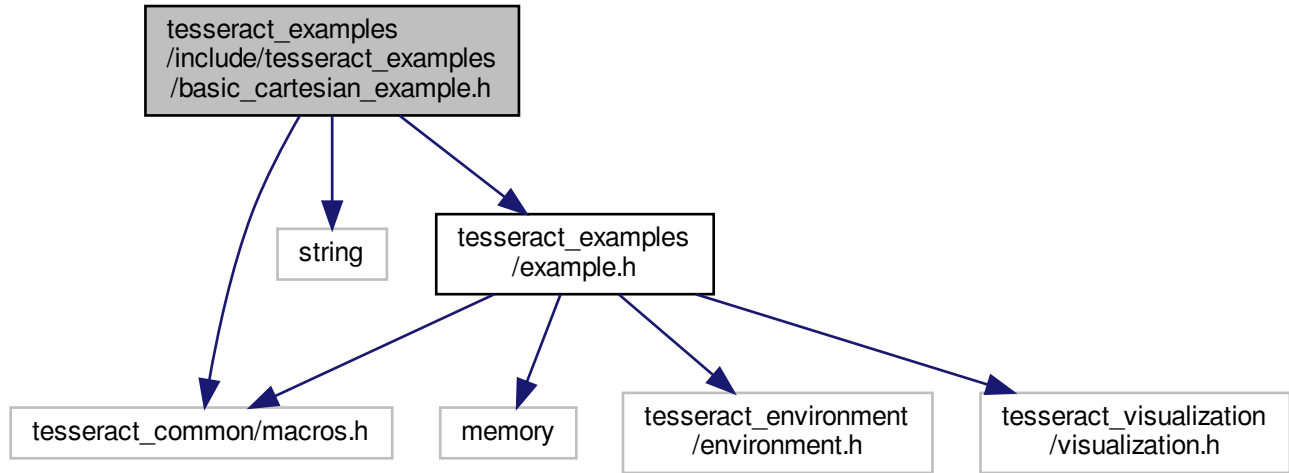 tesseract_examples
/include/tesseract_examples
/basic_cartesian_example.h
string
tesseract_examples
/example.h
tesseract_common/macros.h
memory
tesseract_environment
/environment.h
tesseract_visualization
/visualization.h